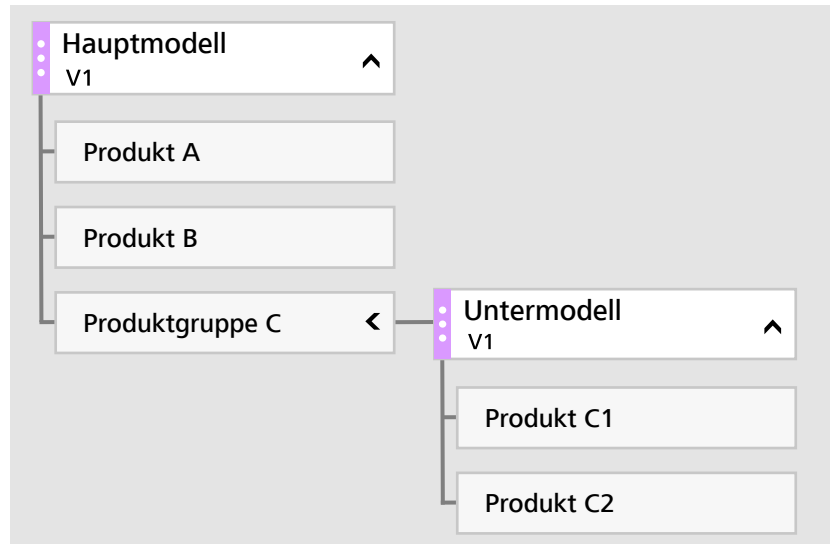 Hauptmodell
V1
Produkt A
Produkt B
Produktgruppe C
Untermodell
V1
Produkt C1
Produkt C2